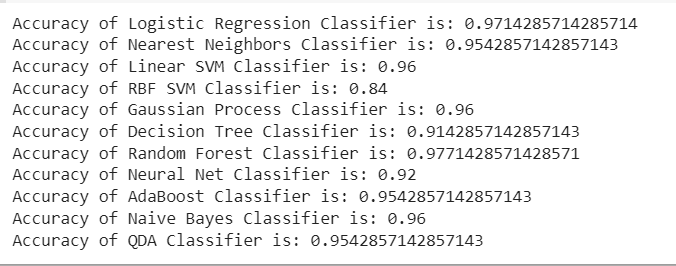 Accuracy of Logistic Regression Classifier is: 0.9714285714285714
Accuracy of Nearest Neighbors Classifier is: 0.9542857142857143
Accuracy of Linear SVM Classifier is: 0.96
Accuracy of RBF SVM Classifier is: 0.84
Accuracy of Gaussian Process Classifier is: 0.96
Accuracy of Decision Tree Classifier is: 0.9142857142857143
Accuracy of Random Forest Classifier is: 0.9771428571428571
Accuracy of Neural Net Classifier is: 0.92
Accuracy of AdaBoost Classifier is: 0.9542857142857143
Accuracy of Naive Bayes Classifier is: 0.96
Accuracy of QDA Classifier is: 0.9542857142857143